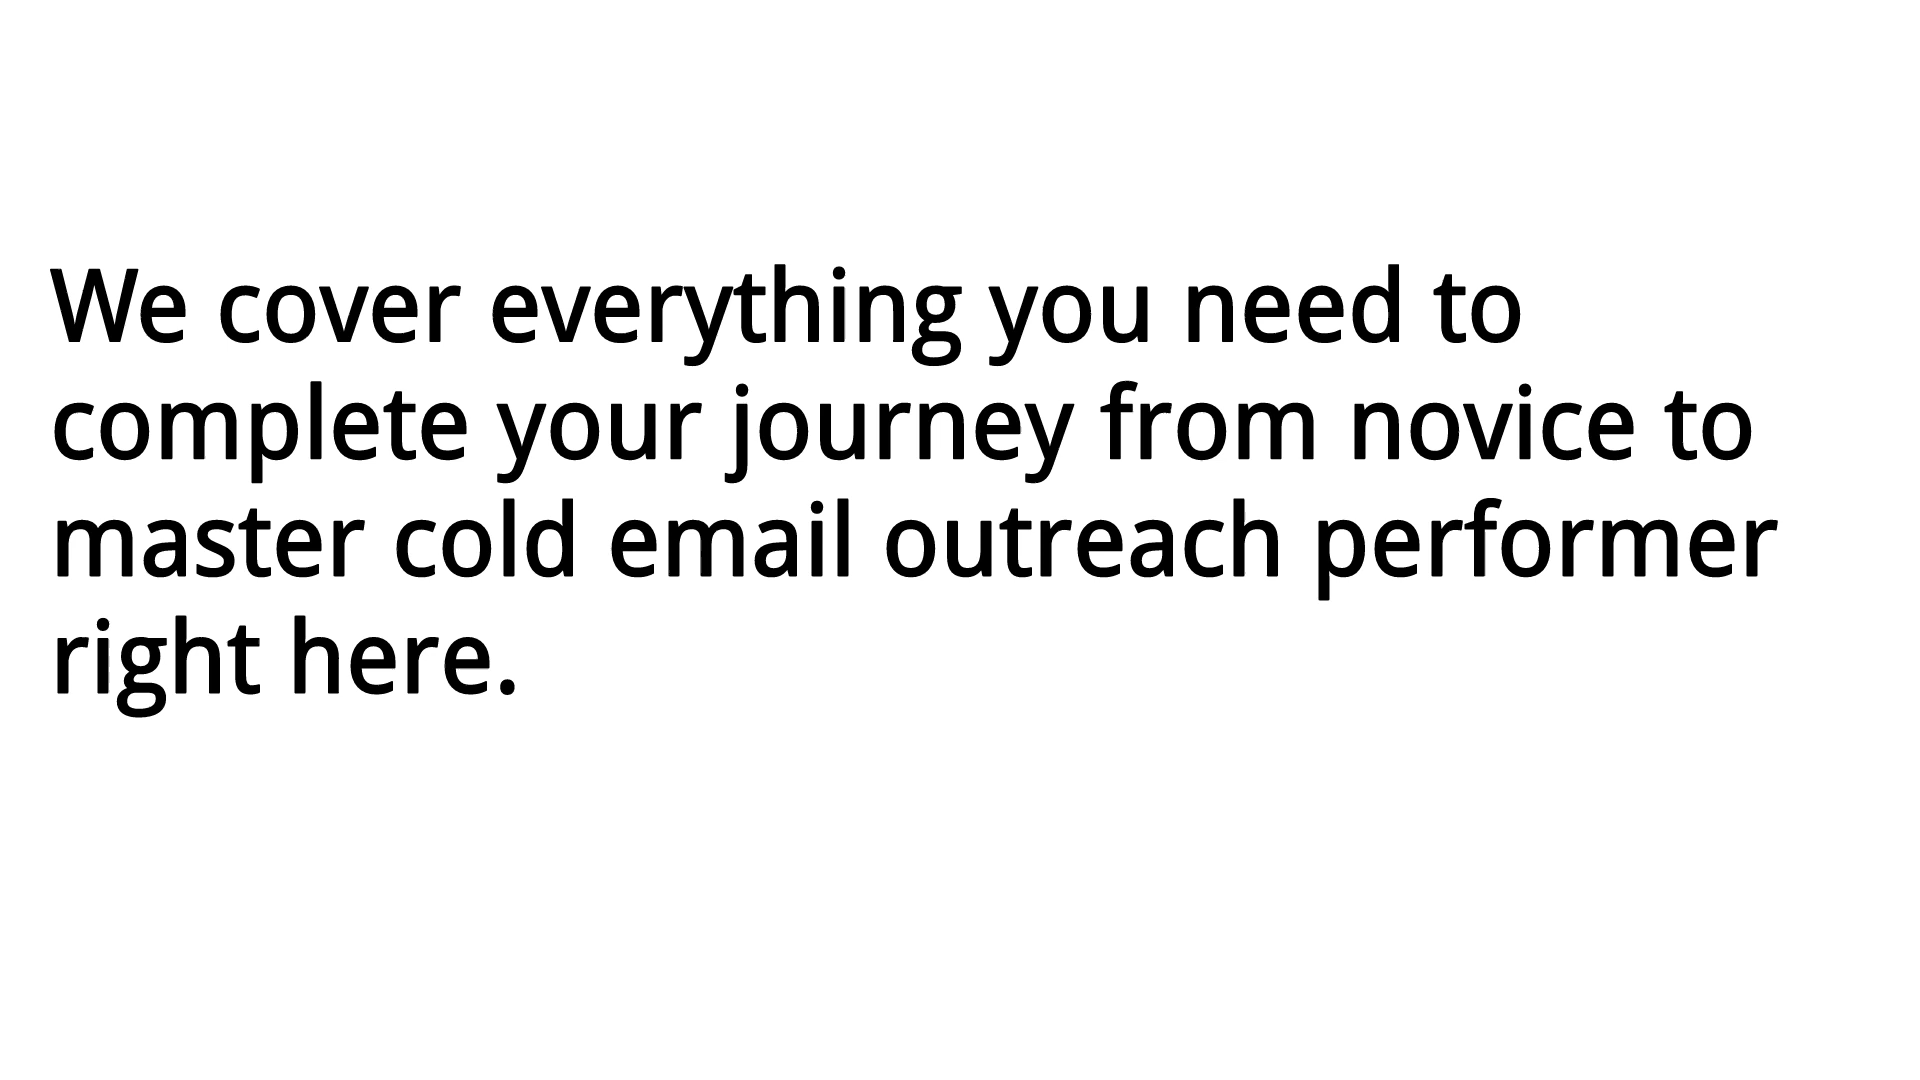 We cover everything you need to
complete your journey from novice to
master cold email outreach performer
right here.